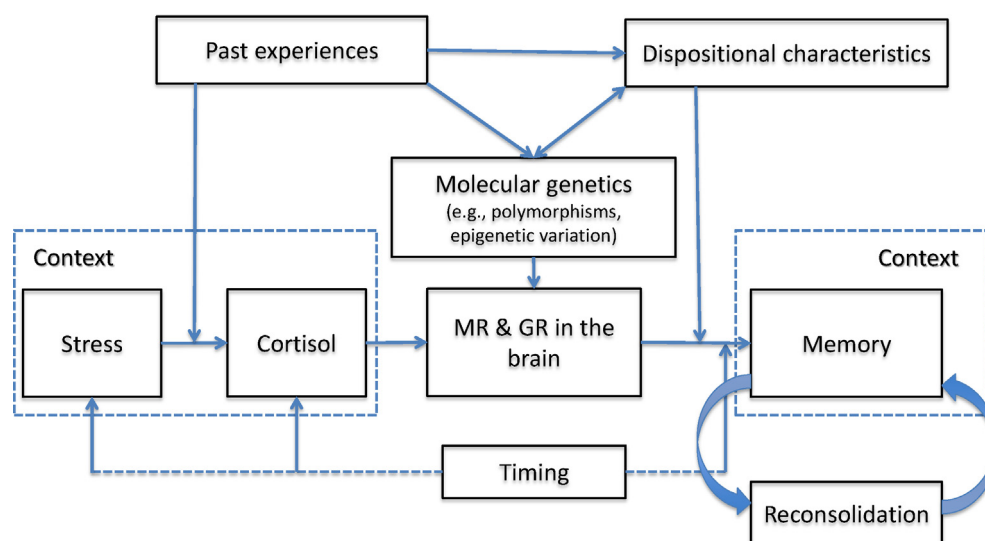 Past experiences
Dispositional characteristics
Molecular genetics
(e.g., polymorphisms,
epigenetic variation)
Context
Context
Stress
Cortisol
MR & GR in the
brain
Memory
Timing
Reconsolidation